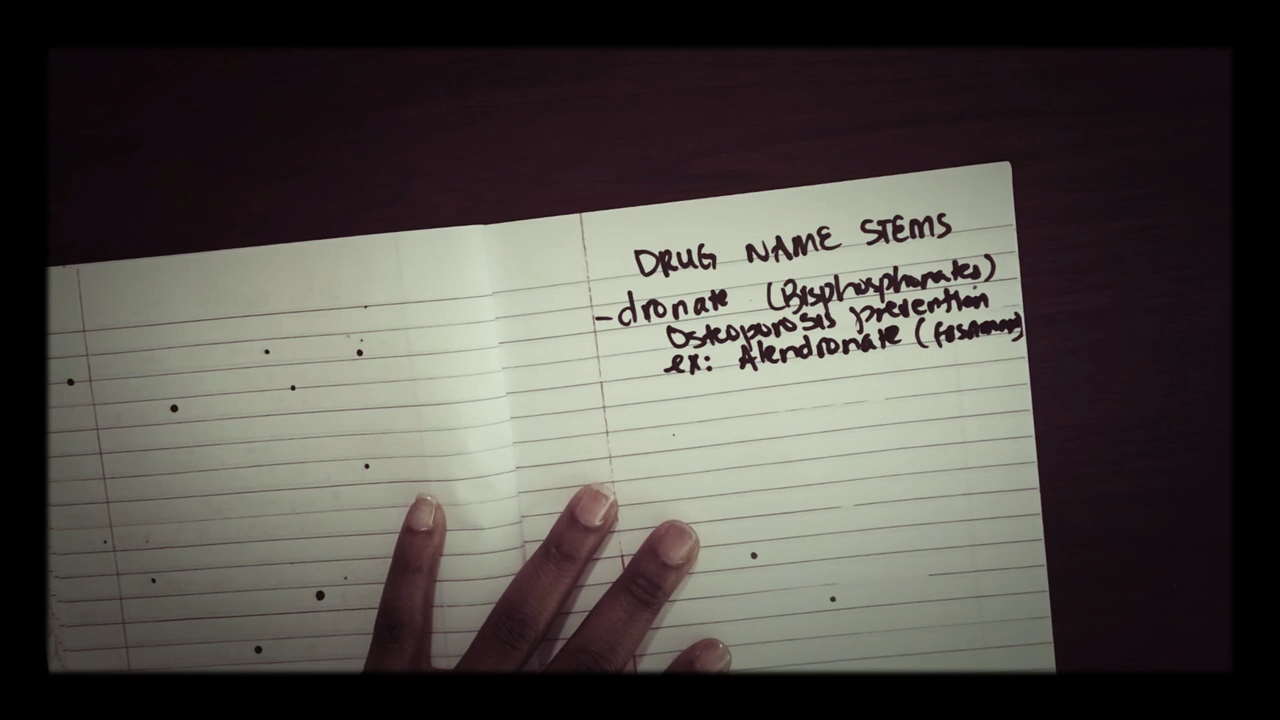 DRUG NAME STEMS
-dronate (Bisphosphonates)
Osteoporosis prevention
ex: Alendronate (fosamax)